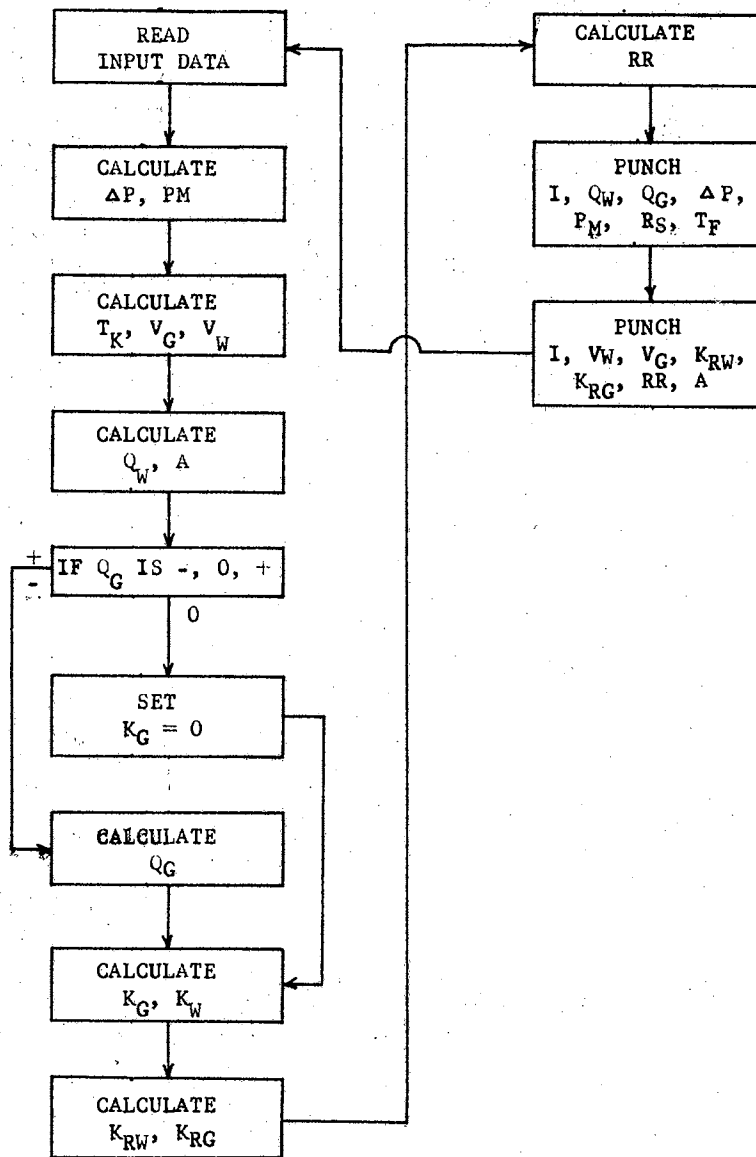 READ
INPUT DATA
CALCULATE
ΔP, PM
CALCULATE
T_K, V_G, V_W
CALCULATE
Q_W, A
+
-
IF Q_G IS -, 0, +
0
SET
K_G = 0
CALCULATE
Q_G
CALCULATE
K_G, K_W
CALCULATE
K_RW, K_RG
CALCULATE
RR
PUNCH
I, Q_W, Q_G, ΔP,
P_M, R_S, T_F
PUNCH
I, V_W, V_G, K_RW,
K_RG, RR, A